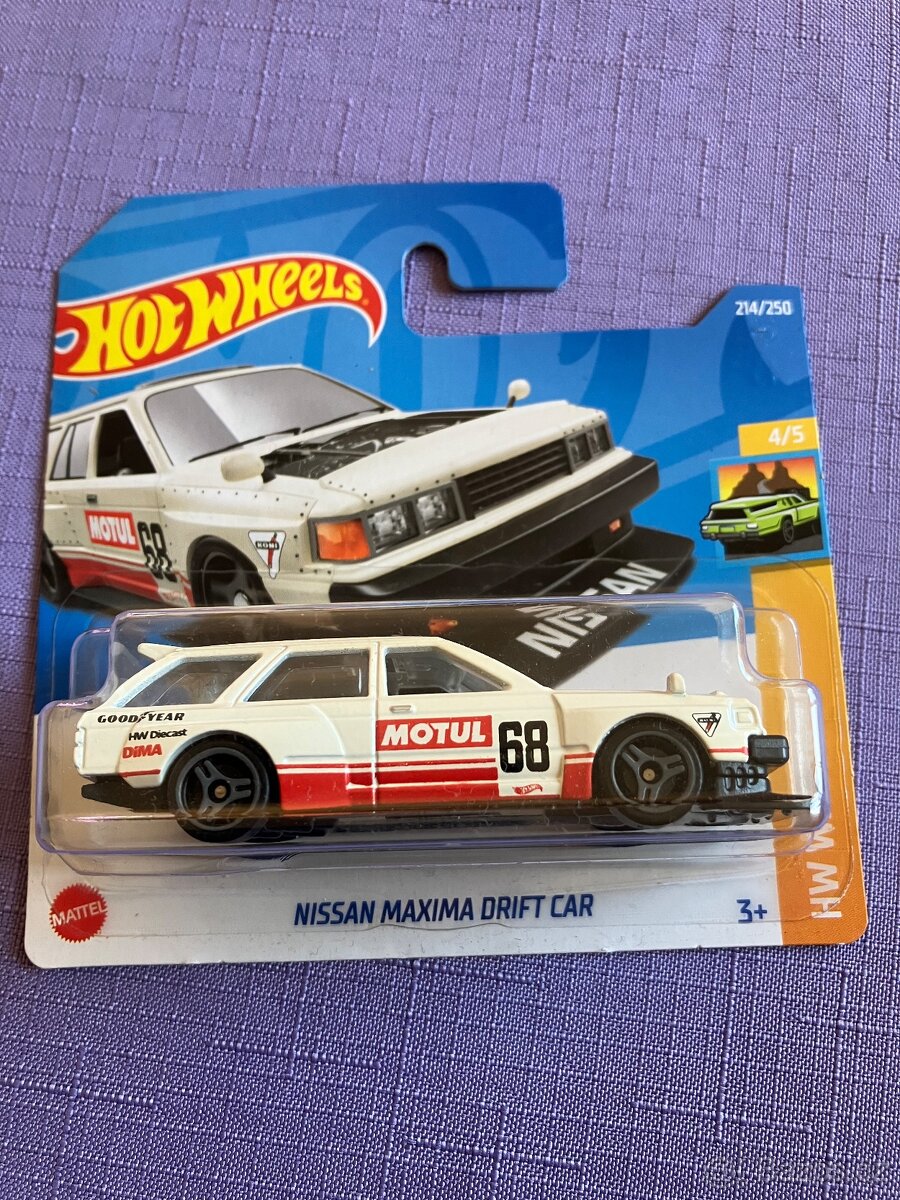 HOT WHEELS
214/250
4/5
MOTUL
68
KONI
NISSAN
GOODYEAR
HW Diecast
DiMA
MOTUL
68
MATTEL
NISSAN MAXIMA DRIFT CAR
3+
HW W